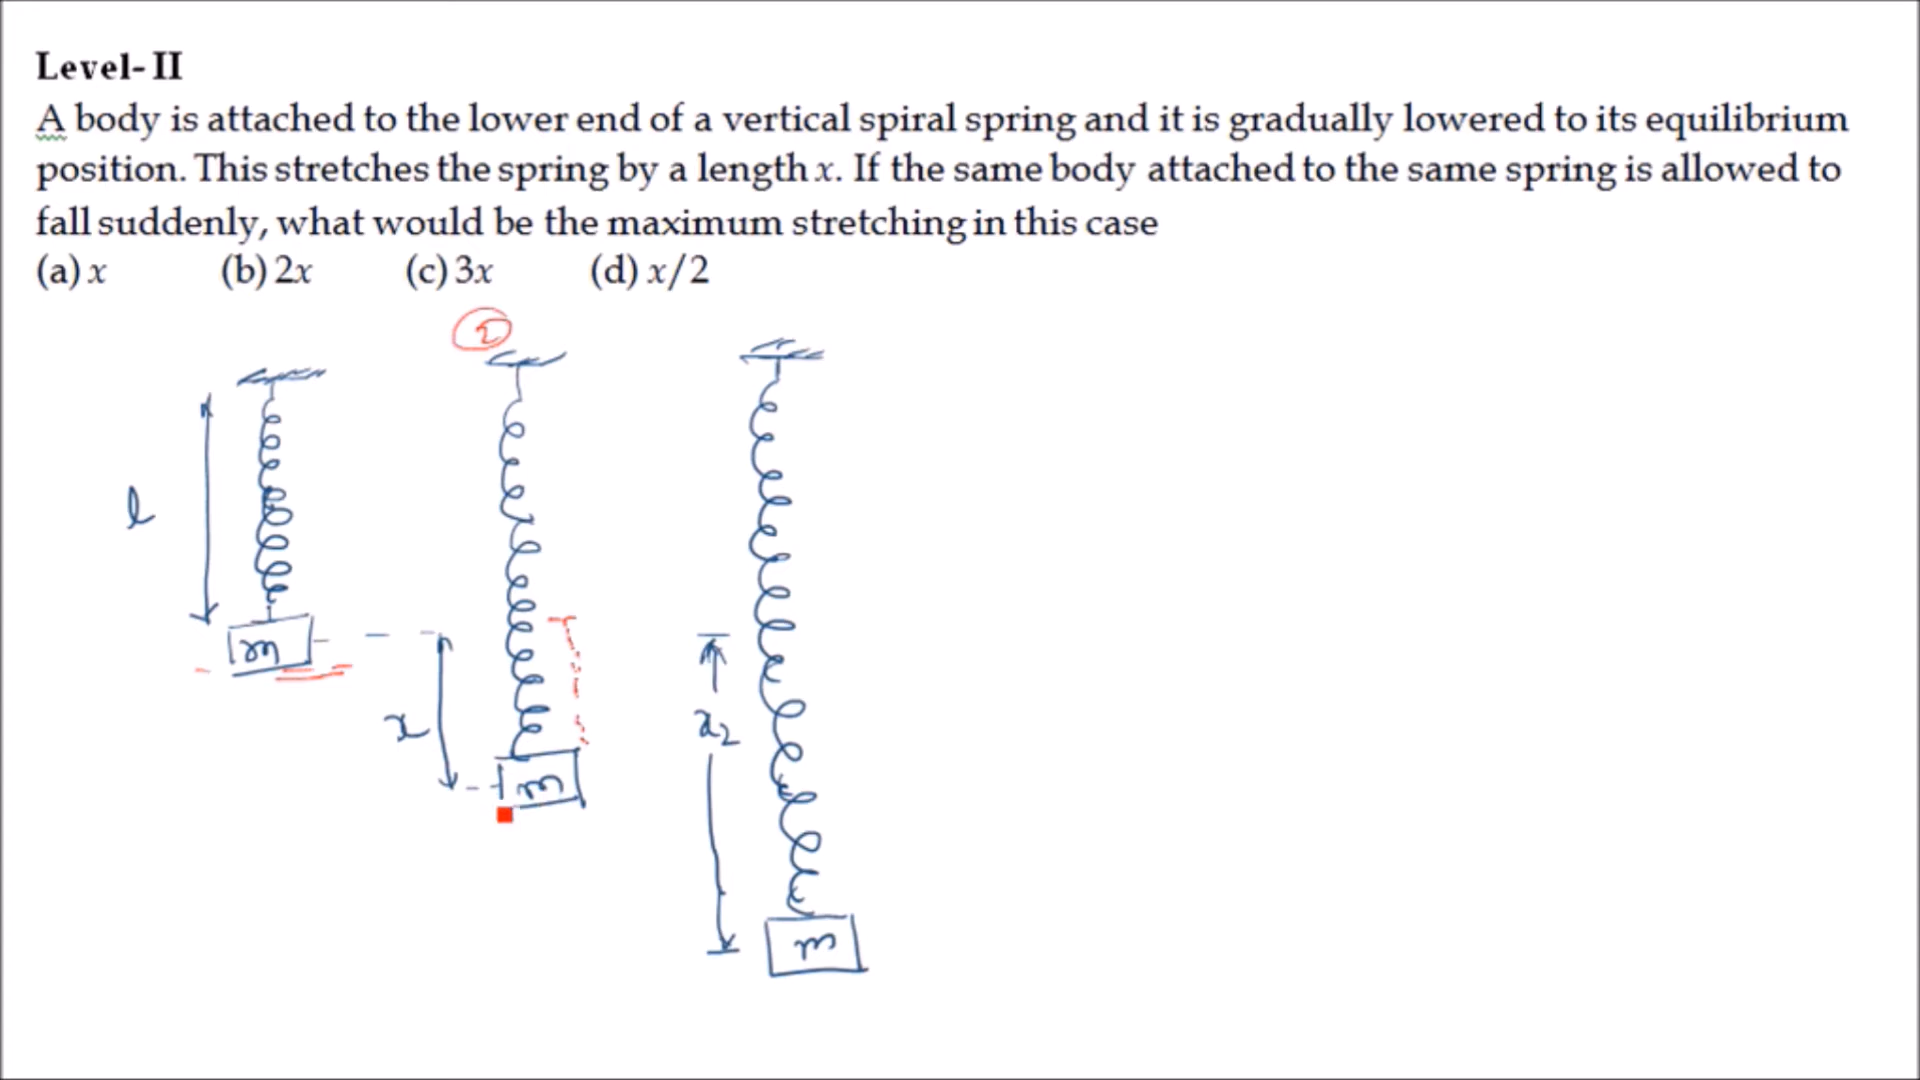 Level-II
A body is attached to the lower end of a vertical spiral spring and it is gradually lowered to its equilibrium
position. This stretches the spring by a length x. If the same body attached to the same spring is allowed to
fall suddenly, what would be the maximum stretching in this case
(a) x (b) 2x (c) 3x (d) x/2
l
m
x
m
x2
m